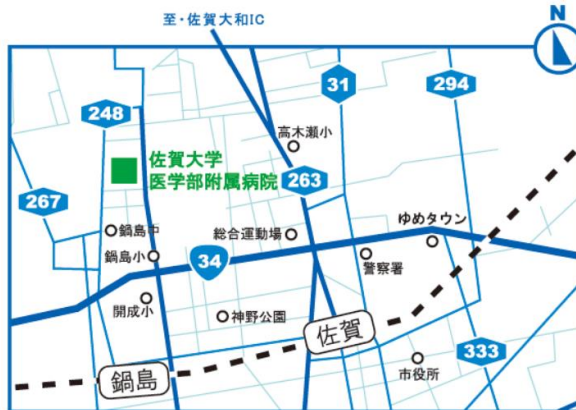 至・佐賀大和IC
N
31
294
248
高木瀬小
佐賀大学
医学部附属病院
263
267
ゆめタウン
鍋島中
総合運動場
鍋島小
34
警察署
開成小
神野公園
佐賀
333
市役所
鍋島